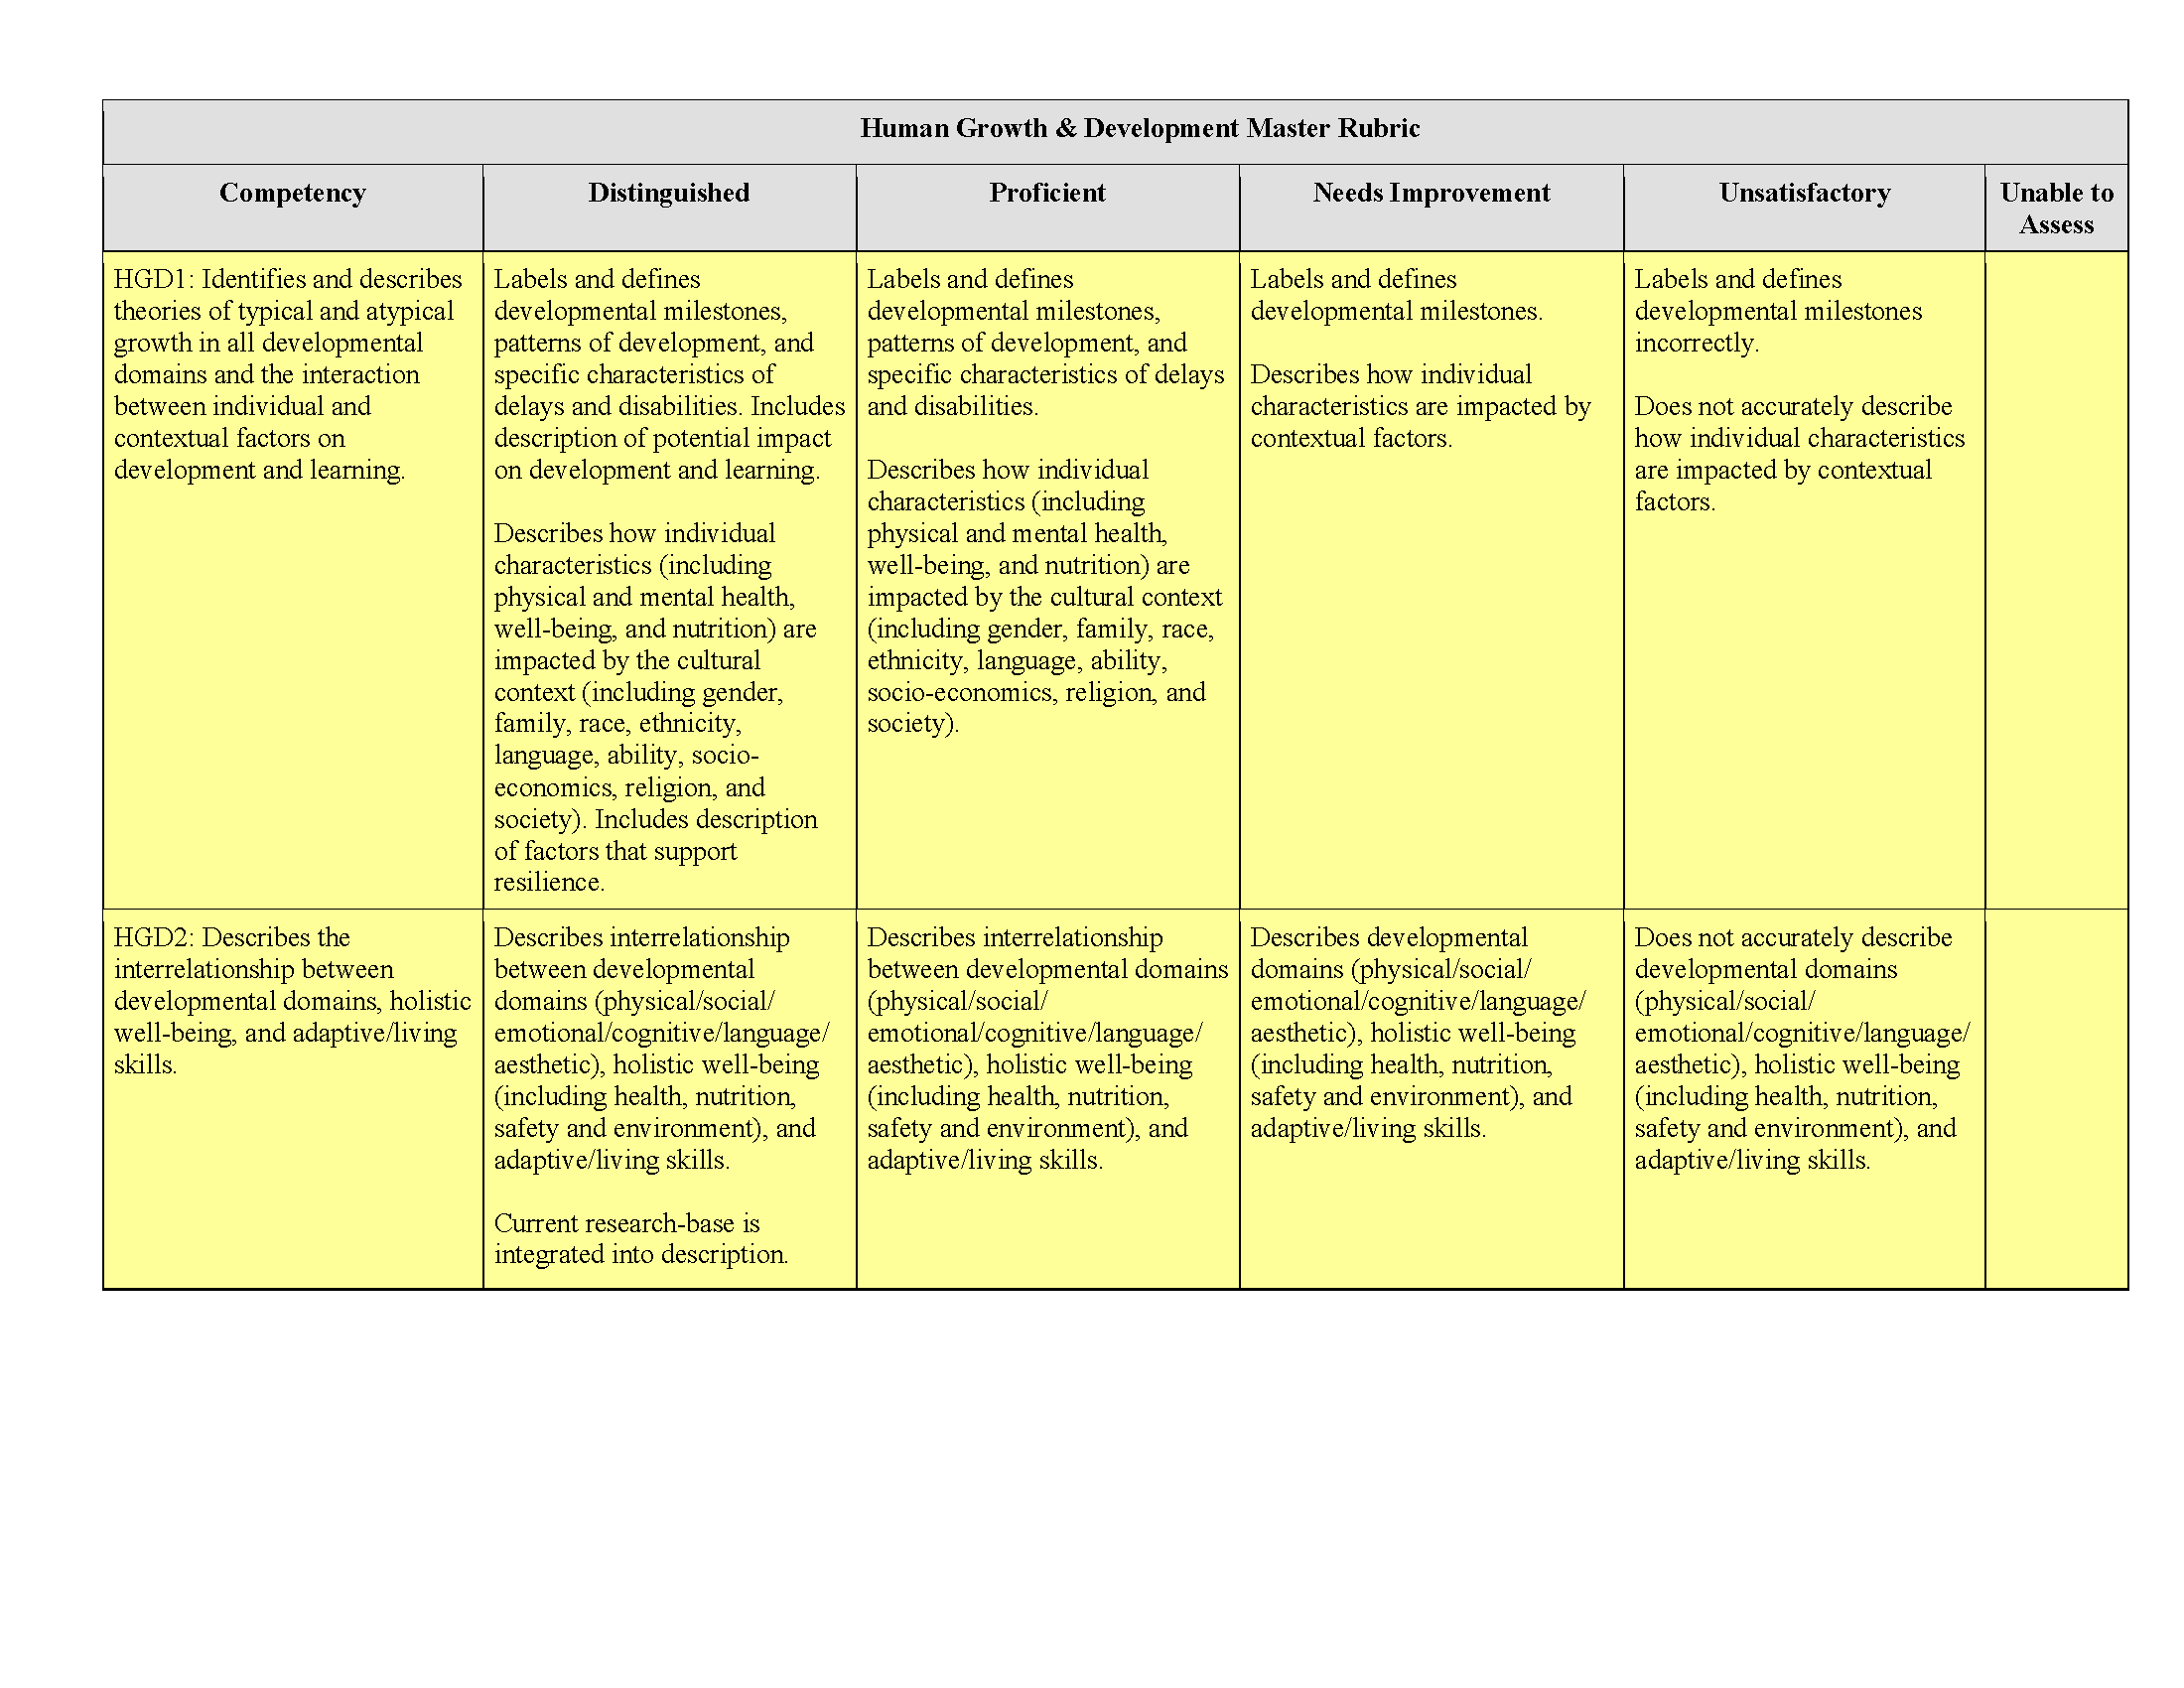 Human Growth & Development Master Rubric
Competency
Distinguished
Proficient
Needs Improvement
Unsatisfactory
Unable to
Assess
HGD1: Identifies and describes
theories of typical and atypical
growth in all developmental
domains and the interaction
between individual and
contextual factors on
development and learning.
Labels and defines
developmental milestones,
patterns of development, and
specific characteristics of
delays and disabilities. Includes
description of potential impact
on development and learning.
Describes how individual
characteristics (including
physical and mental health,
well-being, and nutrition) are
impacted by the cultural
context (including gender,
family, race, ethnicity,
language, ability, socio-
economics, religion, and
society). Includes description
of factors that support
resilience.
Labels and defines
developmental milestones,
patterns of development, and
specific characteristics of delays
and disabilities.
Describes how individual
characteristics (including
physical and mental health,
well-being, and nutrition) are
impacted by the cultural context
(including gender, family, race,
ethnicity, language, ability,
socio-economics, religion, and
society).
Labels and defines
developmental milestones.
Describes how individual
characteristics are impacted by
contextual factors.
Labels and defines
developmental milestones
incorrectly.
Does not accurately describe
how individual characteristics
are impacted by contextual
factors.
HGD2: Describes the
interrelationship between
developmental domains, holistic
well-being, and adaptive/living
skills.
Describes interrelationship
between developmental
domains (physical/social/
emotional/cognitive/language/
aesthetic), holistic well-being
(including health, nutrition,
safety and environment), and
adaptive/living skills.
Current research-base is
integrated into description.
Describes interrelationship
between developmental domains
(physical/social/
emotional/cognitive/language/
aesthetic), holistic well-being
(including health, nutrition,
safety and environment), and
adaptive/living skills.
Describes developmental
domains (physical/social/
emotional/cognitive/language/
aesthetic), holistic well-being
(including health, nutrition,
safety and environment), and
adaptive/living skills.
Does not accurately describe
developmental domains
(physical/social/
emotional/cognitive/language/
aesthetic), holistic well-being
(including health, nutrition,
safety and environment), and
adaptive/living skills.